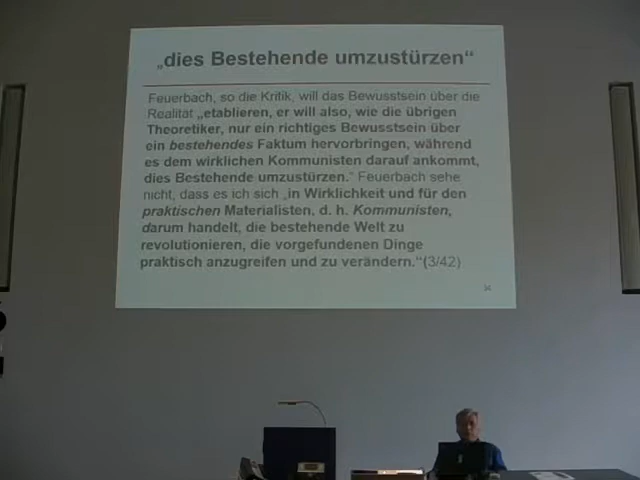 „dies Bestehende umzustürzen“
Feuerbach, so die Kritik, will das Bewusstsein über die
Realität „etablieren, er will also, wie die übrigen
Theoretiker, nur ein richtiges Bewusstsein über
ein bestehendes Faktum hervorbringen, während
es dem wirklichen Kommunisten darauf ankommt,
dies Bestehende umzustürzen.“ Feuerbach sehe
nicht, dass es ich sich „in Wirklichkeit und für den
praktischen Materialisten, d. h. Kommunisten,
darum handelt, die bestehende Welt zu
revolutionieren, die vorgefundenen Dinge
praktisch anzugreifen und zu verändern.“(3/42)